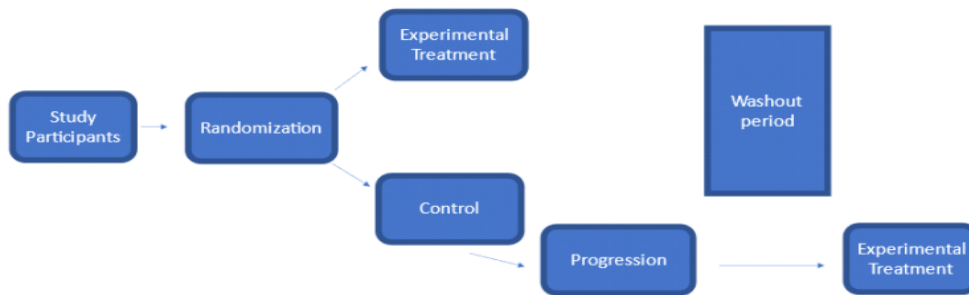 Study
Participants
Randomization
Experimental
Treatment
Control
Progression
Washout
period
Experimental
Treatment